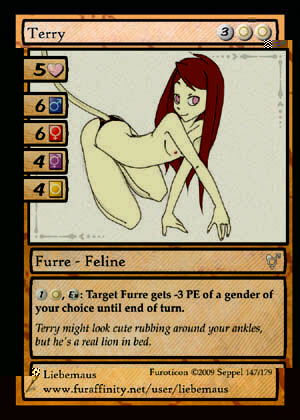 Terry 3
5
6
6
4
4
Furre - Feline
1 , : Target Furre gets -3 PE of a gender of
your choice until end of turn.
Terry might look cute rubbing around your ankles,
but he's a real lion in bed.
Liebemaus Furoticon ©2009 Seppel 147/179
www.furaffinity.net/user/liebemaus